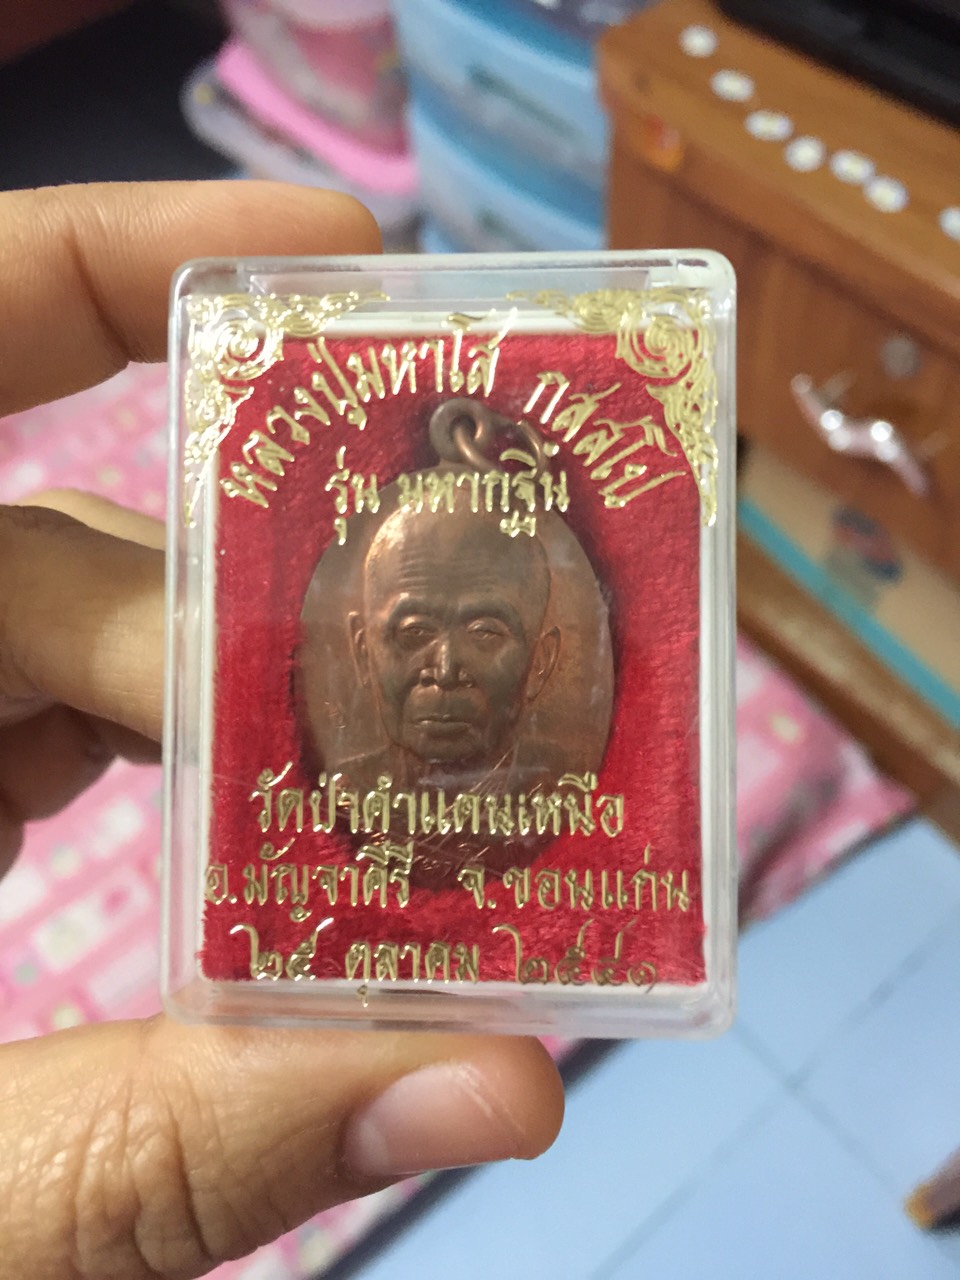 หลวงปู่มหาโส กสฺสโป
รุ่น มหากฐิน
วัดป่าคำแคนเหนือ
อ.มัญจาคีรี จ.ขอนแก่น
๒๕ ตุลาคม ๒๕๔๑